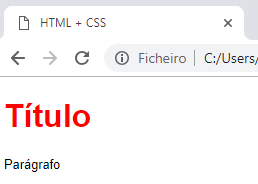 HTML + CSS
Ficheiro | C:/Users/
Título
Parágrafo